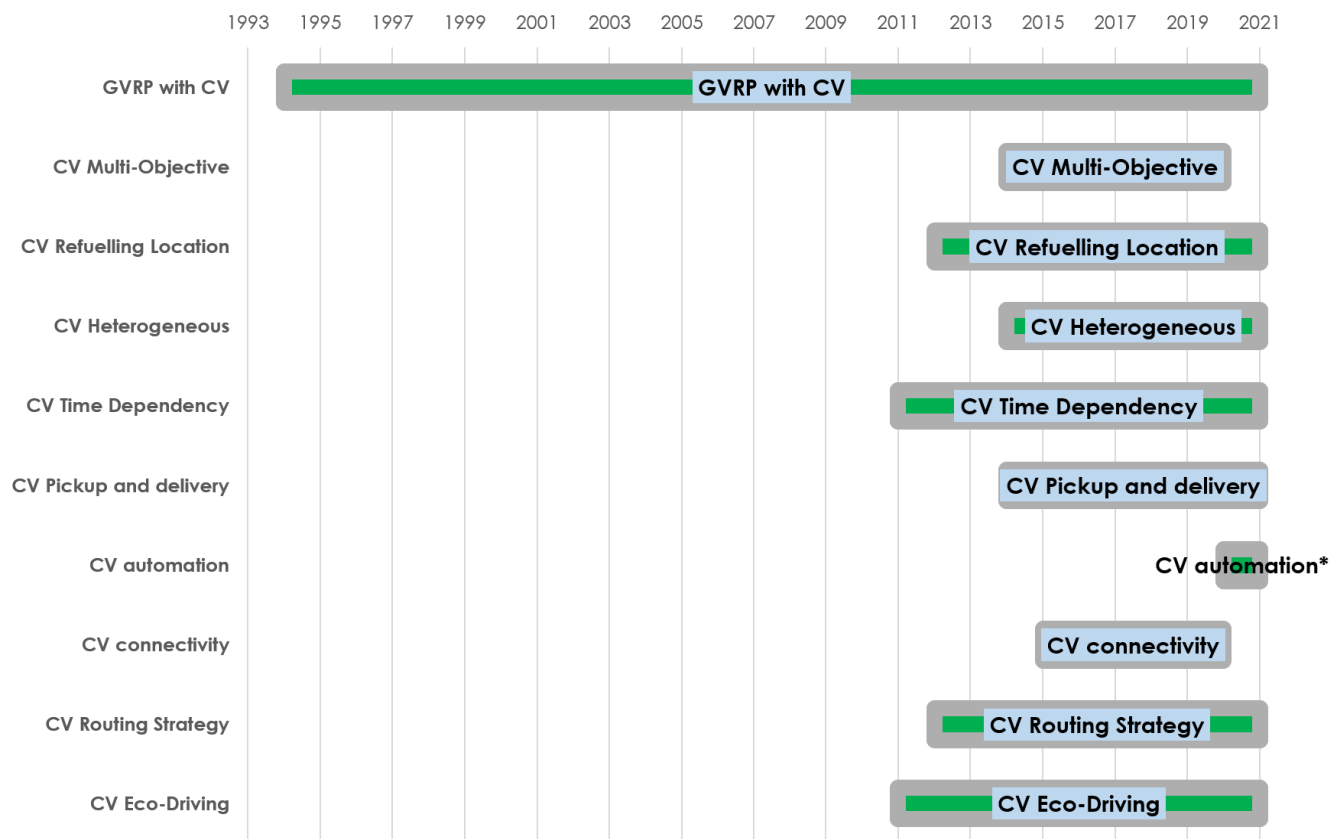 1993 1995 1997 1999 2001 2003 2005 2007 2009 2011 2013 2015 2017 2019 2021
GVRP with CV GVRP with CV
CV Multi-Objective CV Multi-Objective
CV Refuelling Location CV Refuelling Location
CV Heterogeneous CV Heterogeneous
CV Time Dependency CV Time Dependency
CV Pickup and delivery CV Pickup and delivery
CV automation CV automation*
CV connectivity CV connectivity
CV Routing Strategy CV Routing Strategy
CV Eco-Driving CV Eco-Driving